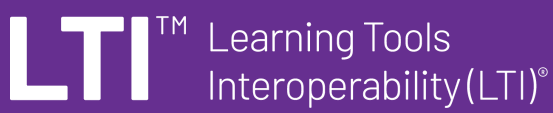 LTI™
Learning Tools
Interoperability (LTI)®